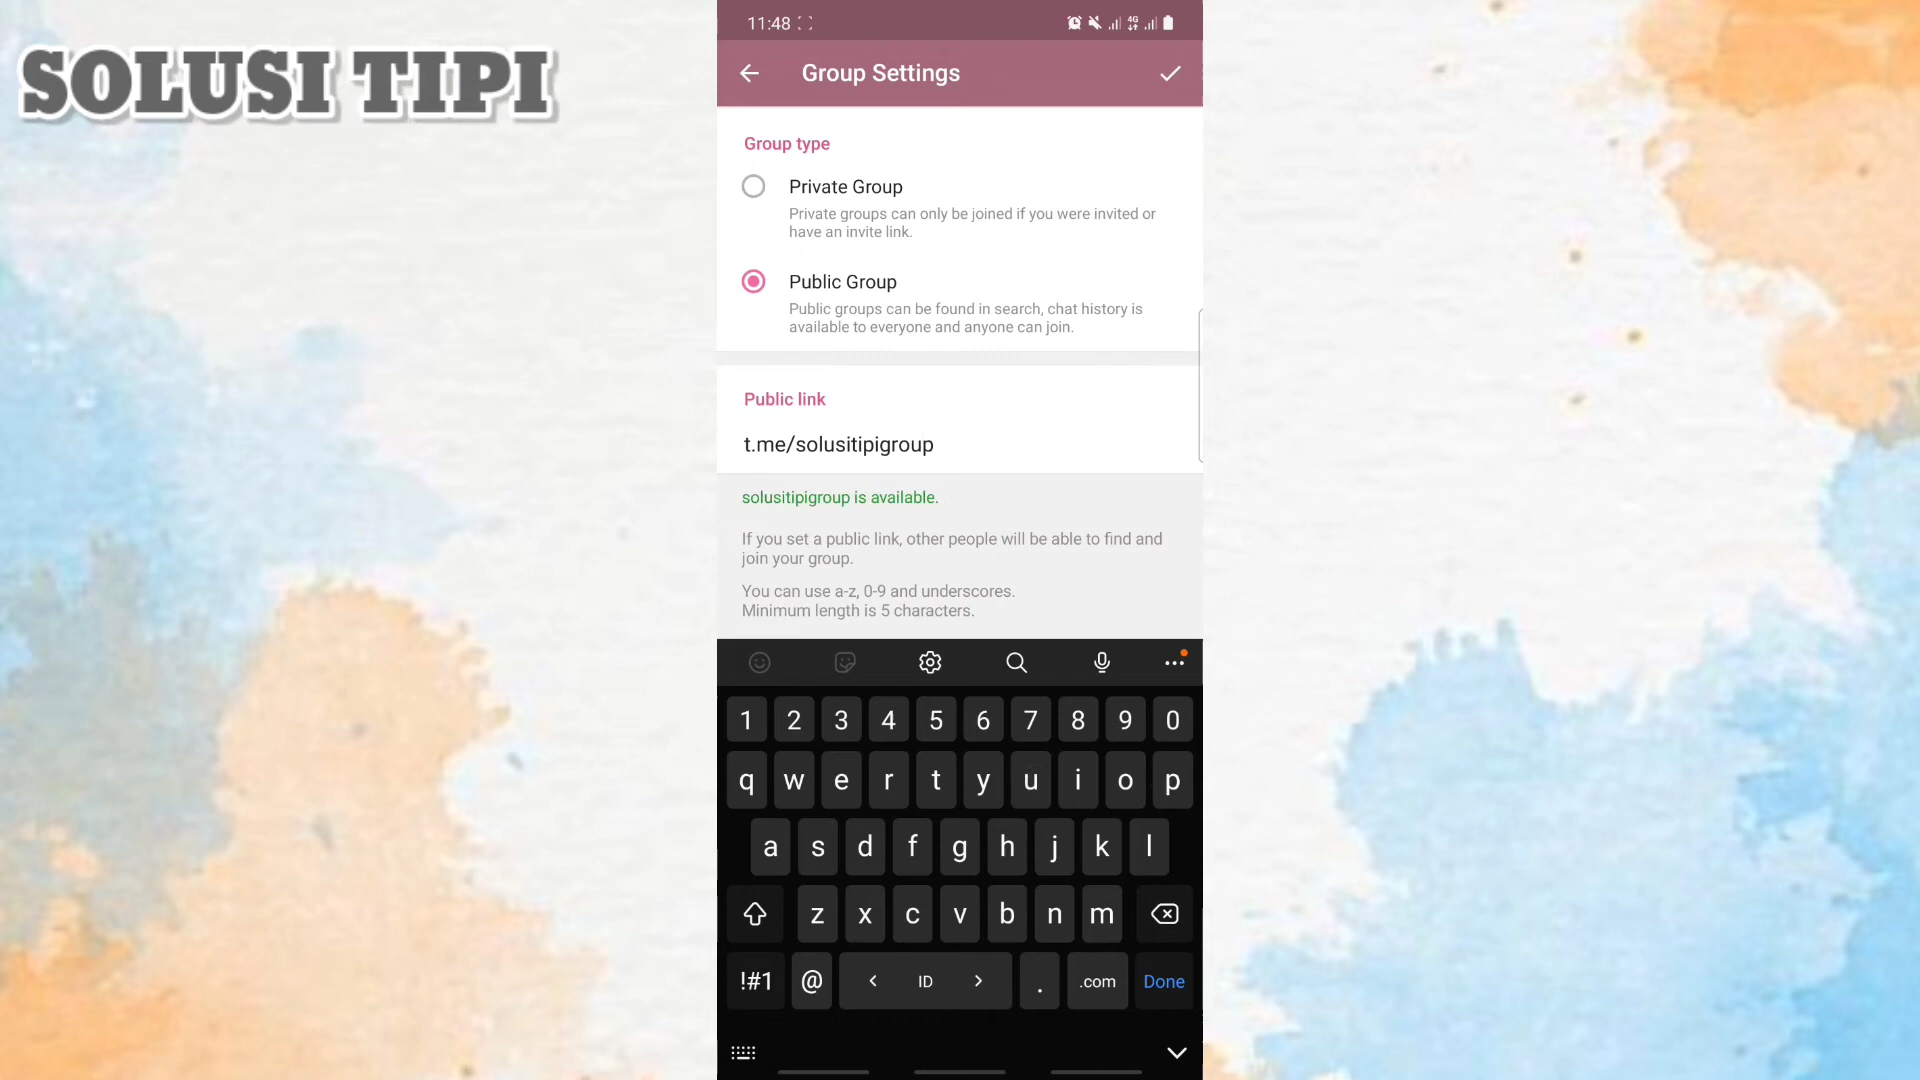 SOLUSI TIPI
11:48
4G
Group Settings
Group type
Private Group
Private groups can only be joined if you were invited or
have an invite link.
Public Group
Public groups can be found in search, chat history is
available to everyone and anyone can join.
Public link
t.me/solusitipigroup
solusitipigroup is available.
If you set a public link, other people will be able to find and
join your group.
You can use a-z, 0-9 and underscores.
Minimum length is 5 characters.
1 2 3 4 5 6 7 8 9 0
q w e r t y u i o p
a s d f g h j k l
z x c v b n m
!#1 @ < ID > . .com Done